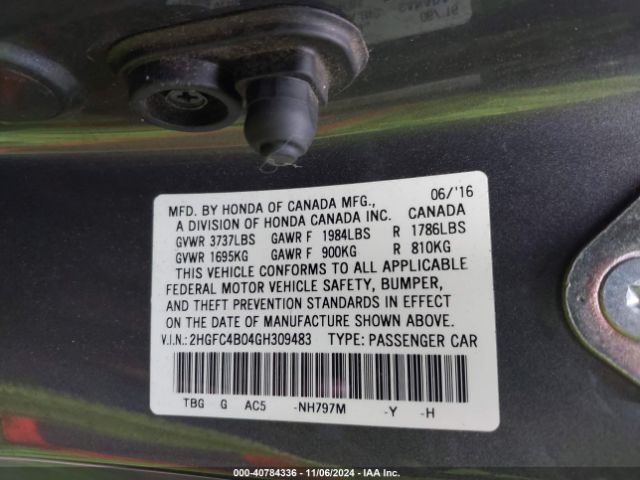 MFD. BY HONDA OF CANADA MFG., 06/'16
A DIVISION OF HONDA CANADA INC. CANADA
GVWR 3737LBS GAWR F 1984LBS R 1786LBS
GVWR 1695KG GAWR F 900KG R 810KG
THIS VEHICLE CONFORMS TO ALL APPLICABLE
FEDERAL MOTOR VEHICLE SAFETY, BUMPER,
AND THEFT PREVENTION STANDARDS IN EFFECT
ON THE DATE OF MANUFACTURE SHOWN ABOVE.
V.I.N.: 2HGFC4B04GH309483 TYPE: PASSENGER CAR
TBG G AC5 -NH797M -Y -H
00-40784336 - 11/06/2024 - IAA Inc.